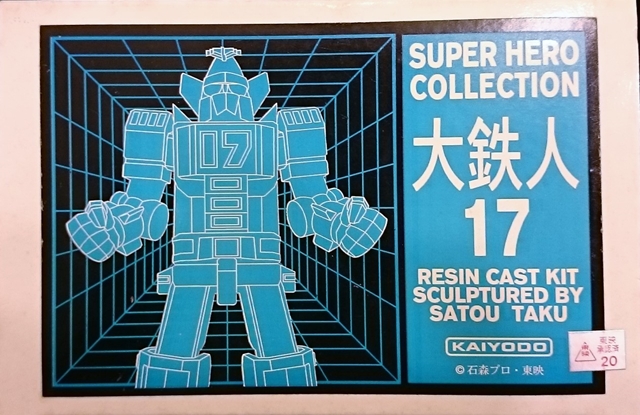 17
SUPER HERO
COLLECTION
大鉄人
17
RESIN CAST KIT
SCULPTURED BY
SATOU TAKU
KAIYODO
©石森プロ・東映
20